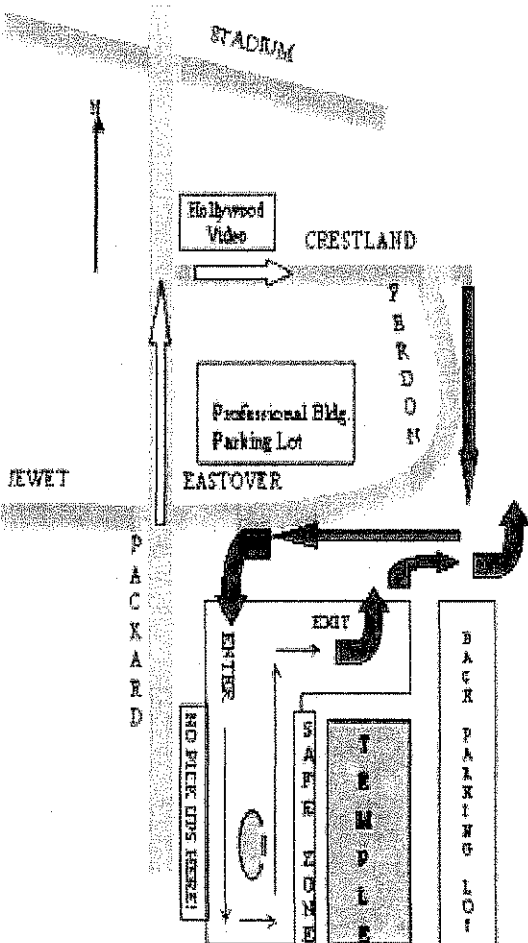 STADIUM
N
Hollywood
Video
CRESTLAND
FERDON
Professional Bldg.
Parking Lot
JEWET
EASTOVER
PACKARD
ENTER
EXIT
NO PICK UPS HERE!
SAFE ZONE
TEMPLE
BACK PARKING LOT